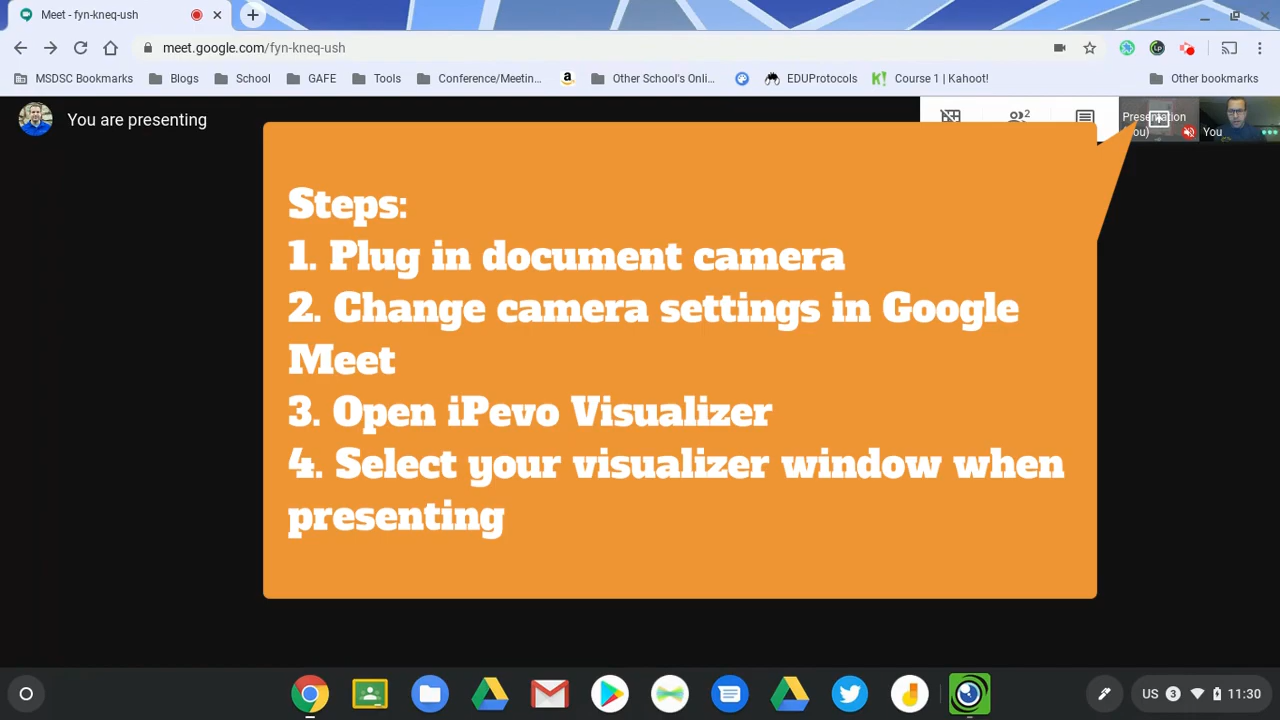 Meet - fyn-kneq-ush
meet.google.com/fyn-kneq-ush
MSDSC Bookmarks
Blogs
School
GAFE
Tools
Conference/Meetin...
Other School's Onli...
EDUProtocols
Course 1 | Kahoot!
Other bookmarks
You are presenting
2
Presentation
You
Steps:
1. Plug in document camera
2. Change camera settings in Google
Meet
3. Open iPevo Visualizer
4. Select your visualizer window when
presenting
US 3 11:30